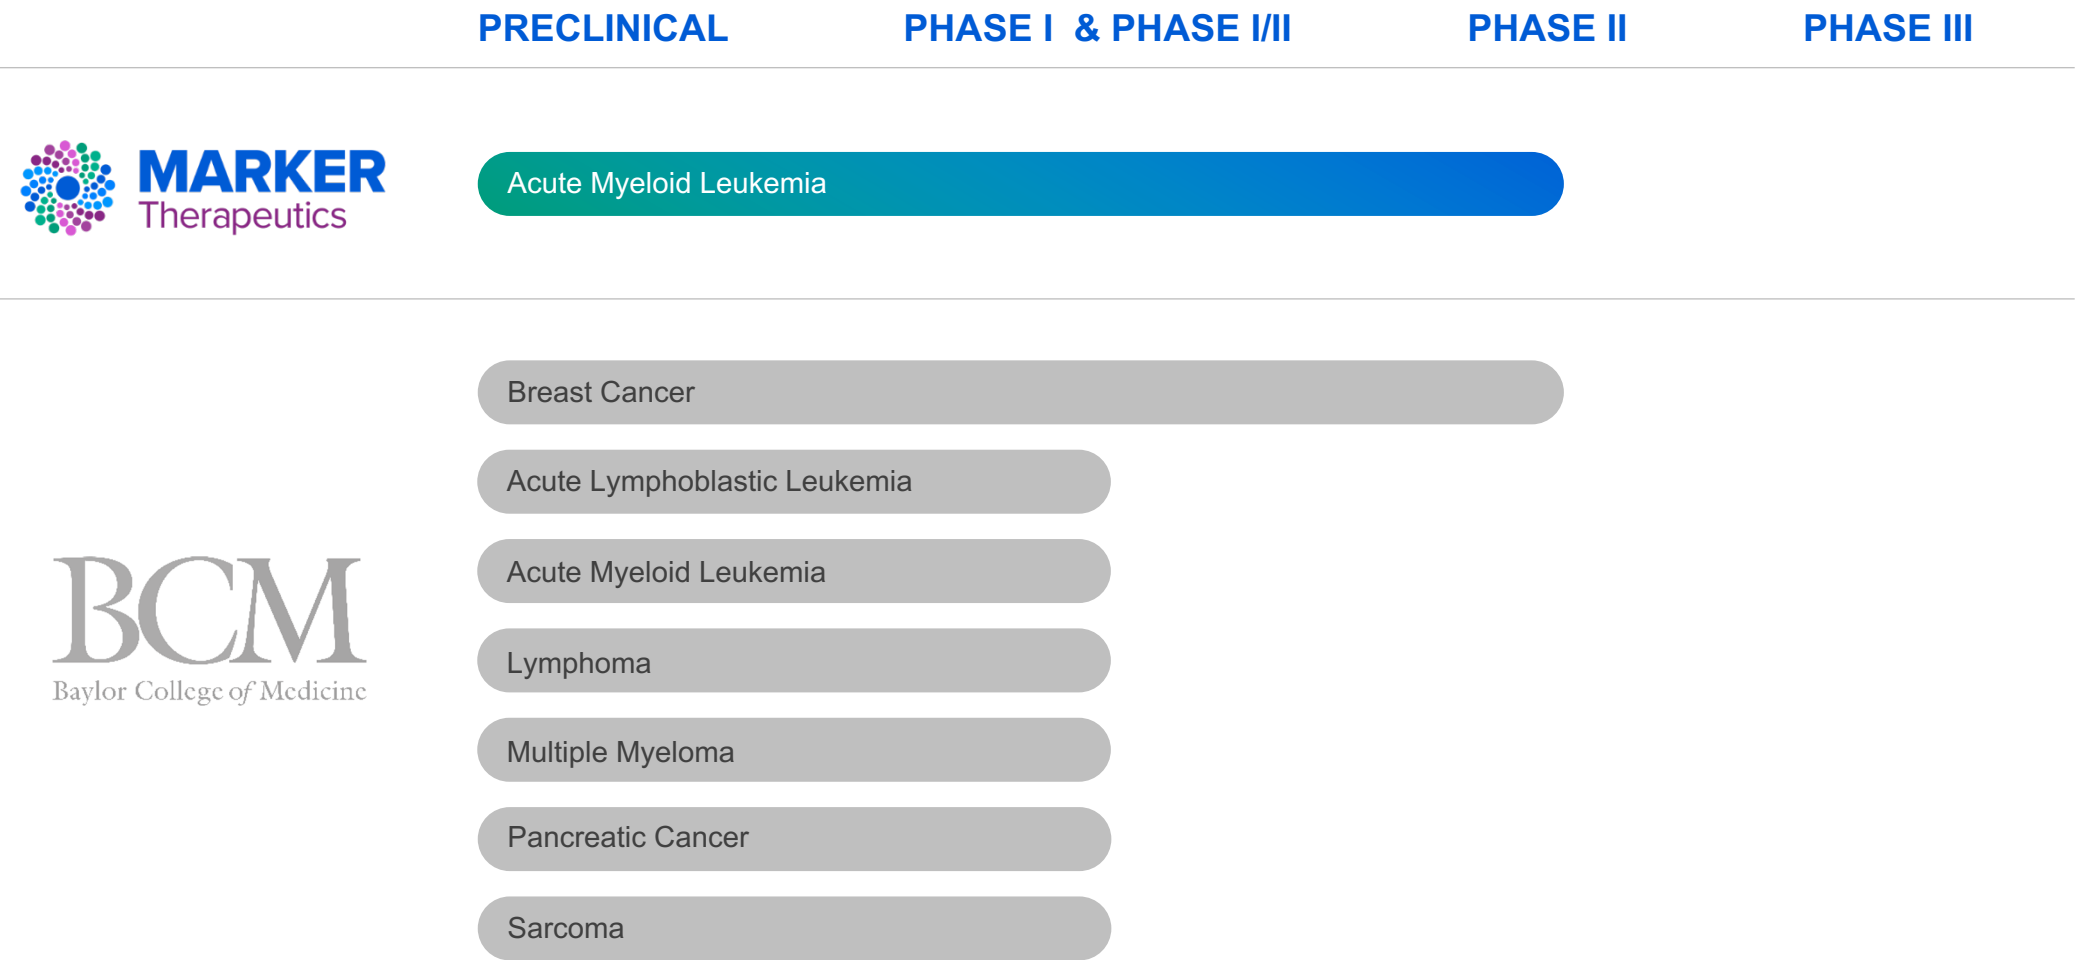 PRECLINICAL PHASE I & PHASE I/II PHASE II PHASE III
MARKER
Therapeutics
Acute Myeloid Leukemia
Breast Cancer
Acute Lymphoblastic Leukemia
Acute Myeloid Leukemia
BCM
Baylor College of Medicine
Lymphoma
Multiple Myeloma
Pancreatic Cancer
Sarcoma